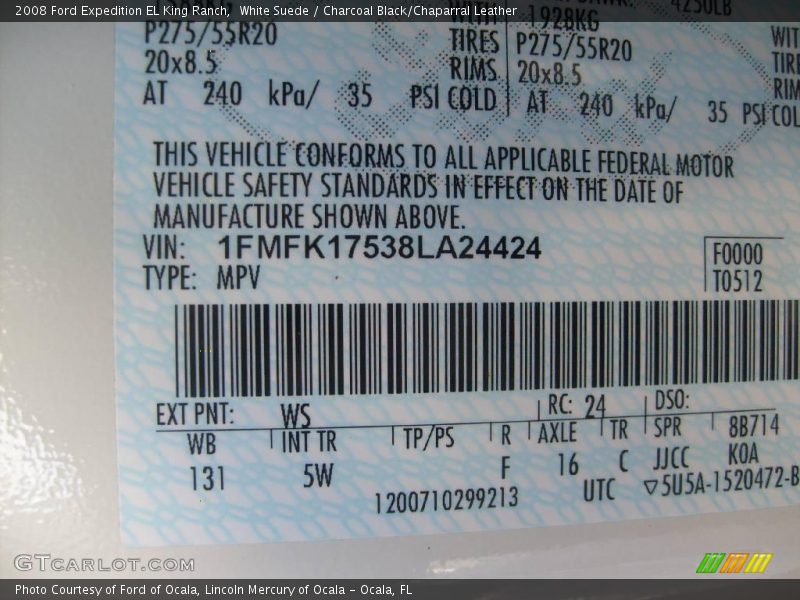 2008 Ford Expedition EL King Ranch, White Suede / Charcoal Black/Chaparral Leather
WITH 1928KG 4250LB
P275/55R20 TIRES P275/55R20
20x8.5 RIMS 20x8.5
AT 240 kPa/ 35 PSI COLD AT 240 kPa/ 35 PSI COL
THIS VEHICLE CONFORMS TO ALL APPLICABLE FEDERAL MOTOR
VEHICLE SAFETY STANDARDS IN EFFECT ON THE DATE OF
MANUFACTURE SHOWN ABOVE.
VIN: 1FMFK17538LA24424
F0000
TYPE: MPV
T0512
EXT PNT: WS RC: 24 DSO:
WB INT TR TP/PS R AXLE TR SPR 8B714
131 5W F 16 C JJCC KOA
1200710299213 UTC ▽5U5A-1520472-B
GTCARLOT.COM
Photo Courtesy of Ford of Ocala, Lincoln Mercury of Ocala – Ocala, FL